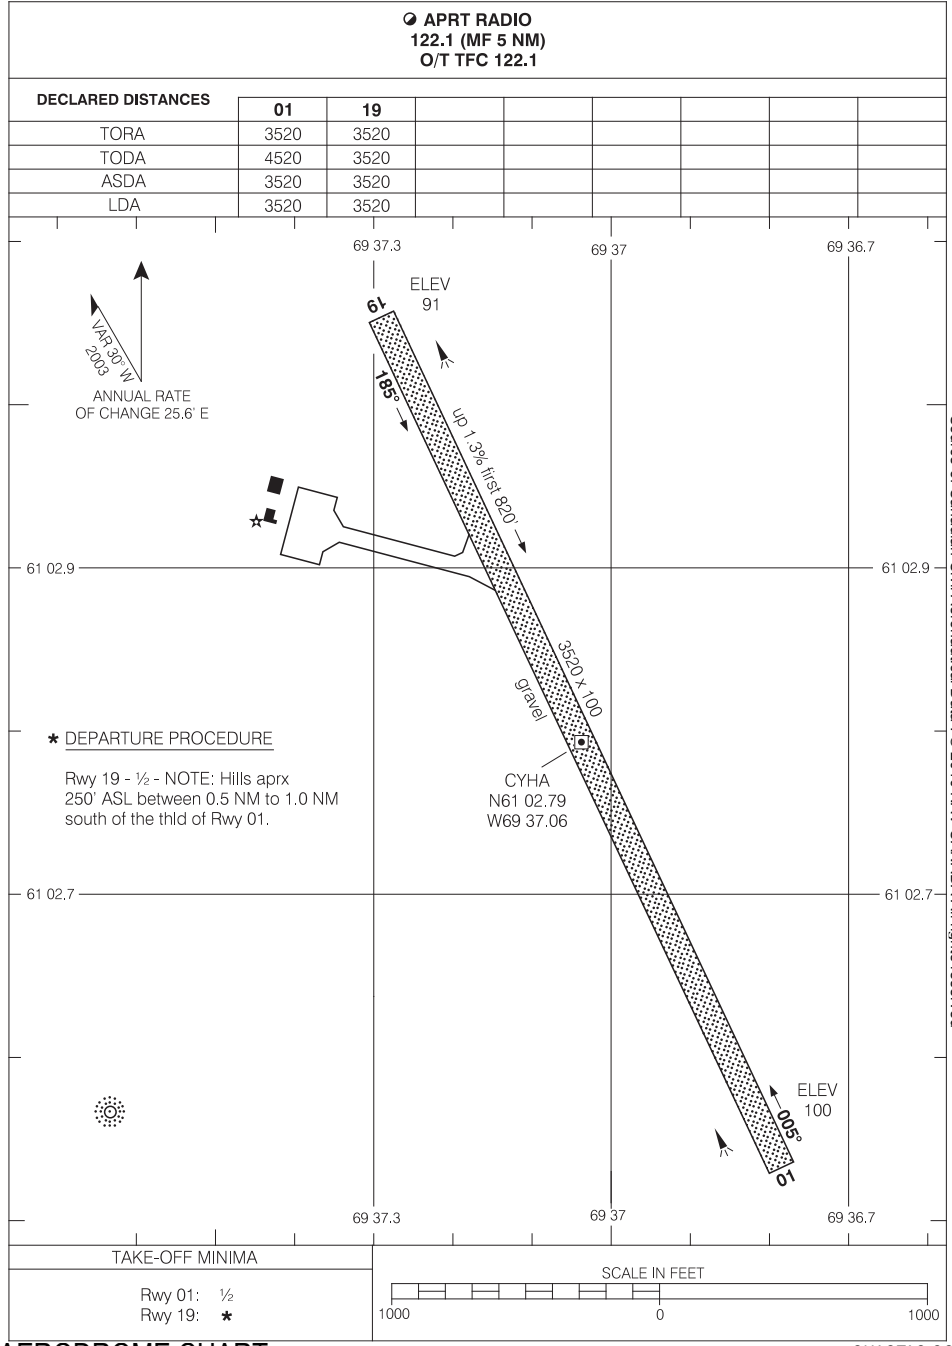 APRT RADIO
122.1 (MF 5 NM)
O/T TFC 122.1
DECLARED DISTANCES 01 19
TORA 3520 3520
TODA 4520 3520
ASDA 3520 3520
LDA 3520 3520
69 37.3 69 37 69 36.7
VAR 30° W
2003
ANNUAL RATE
OF CHANGE 25.6' E
19
ELEV
91
185°
up 1.3% first 820'
61 02.9 61 02.9
3520 x 100
gravel
* DEPARTURE PROCEDURE
Rwy 19 - ½ - NOTE: Hills aprx
250' ASL between 0.5 NM to 1.0 NM
south of the thld of Rwy 01.
CYHA
N61 02.79
W69 37.06
61 02.7 61 02.7
ELEV
100
005°
01
69 37.3 69 37 69 36.7
TAKE-OFF MINIMA
Rwy 01: ½
Rwy 19: *
SCALE IN FEET
1000 0 1000
AERODROME CHART